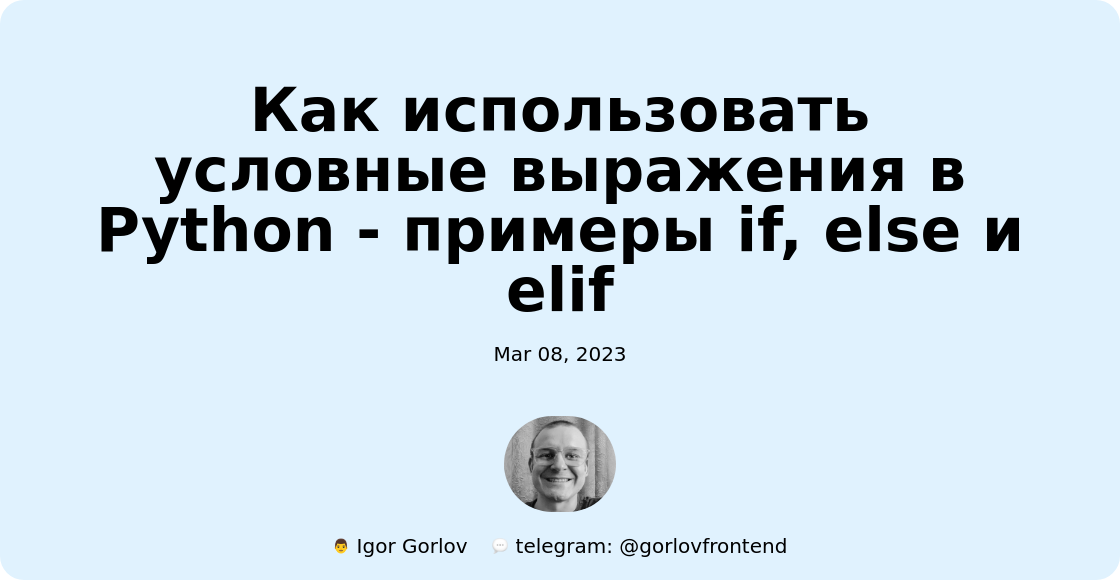 Как использовать
условные выражения в
Python - примеры if, else и
elif
Mar 08, 2023
Igor Gorlov telegram: @gorlovfrontend